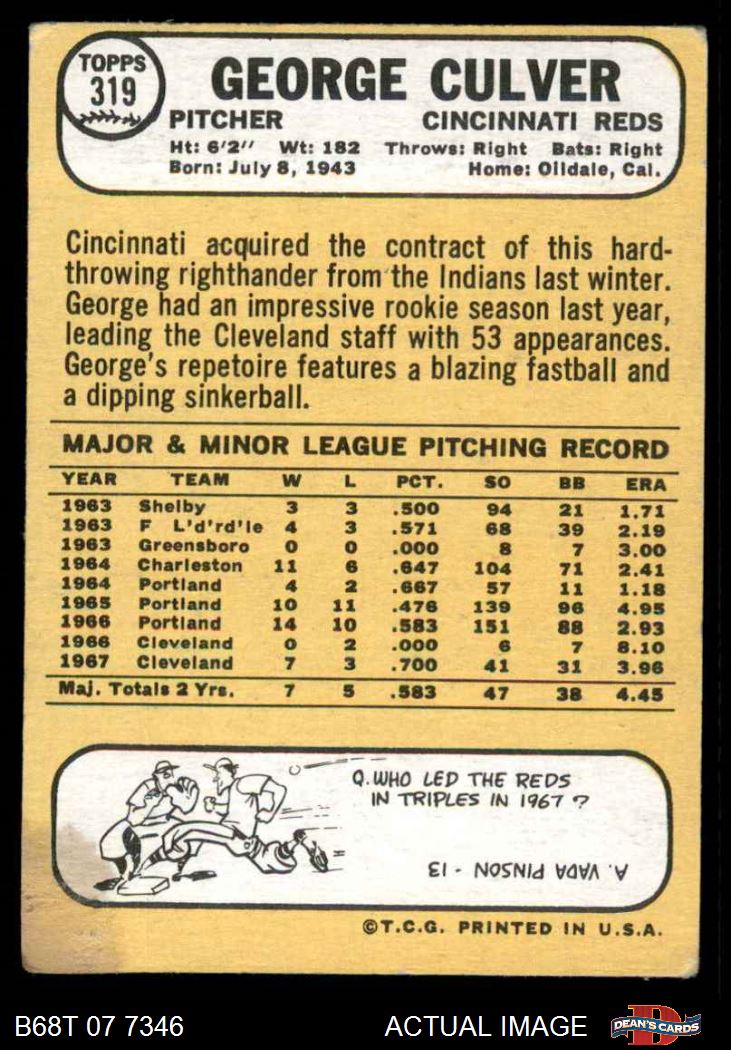 TOPPS
319
GEORGE CULVER
PITCHER CINCINNATI REDS
Ht: 6'2" Wt: 182 Throws: Right Bats: Right
Born: July 8, 1943 Home: Oildale, Cal.
Cincinnati acquired the contract of this hard-
throwing righthander from the Indians last winter.
George had an impressive rookie season last year,
leading the Cleveland staff with 53 appearances.
George's repetoire features a blazing fastball and
a dipping sinkerball.
MAJOR & MINOR LEAGUE PITCHING RECORD
YEAR TEAM W L PCT. SO BB ERA
1963 Shelby 3 3 .500 94 21 1.71
1963 F L'd'rd'le 4 3 .571 68 39 2.19
1963 Greensboro 0 0 .000 8 7 3.00
1964 Charleston 11 6 .647 104 71 2.41
1964 Portland 4 2 .667 57 11 1.18
1965 Portland 10 11 .476 139 96 4.95
1966 Portland 14 10 .583 151 88 2.93
1966 Cleveland 0 2 .000 6 7 8.10
1967 Cleveland 7 3 .700 41 31 3.96
Maj. Totals 2 Yrs. 7 5 .583 47 38 4.45
Q. WHO LED THE REDS
IN TRIPLES IN 1967 ?
A. VADA PINSON - 13
©T.C.G. PRINTED IN U.S.A.
B68T 07 7346 ACTUAL IMAGE DEAN'S CARDS